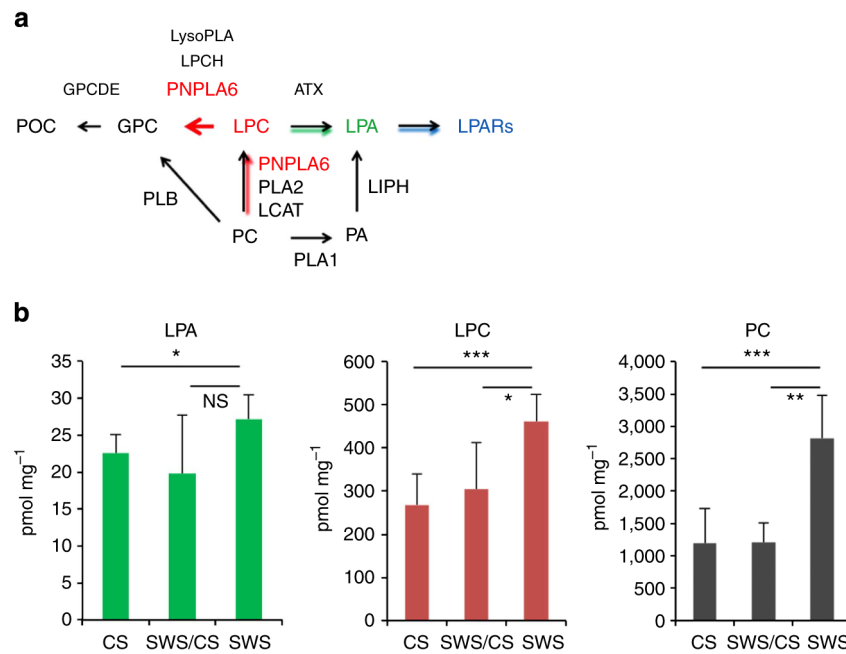 a
LysoPLA
LPCH
GPCDE PNPLA6 ATX
POC GPC LPC LPA LPARs
PNPLA6
PLA2
LCAT
LIPH
PLB
PC PA
PLA1
b
LPA LPC PC
* *** ***
NS * **
pmol mg⁻¹
35
30
25
20
15
10
5
0
CS SWS/CS SWS
pmol mg⁻¹
600
500
400
300
200
100
0
CS SWS/CS SWS
pmol mg⁻¹
4,000
3,500
3,000
2,500
2,000
1,500
1,000
500
0
CS SWS/CS SWS